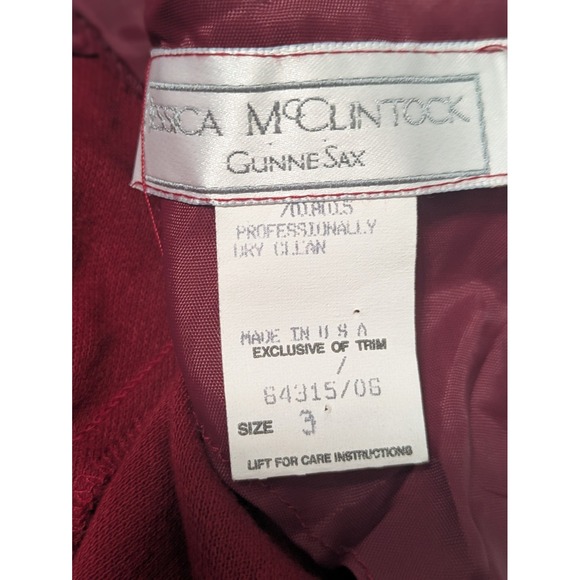 ESSICA McCLINTOCK
GUNNE SAX
PROFESSIONALLY
DRY CLEAN
MADE IN U S A
EXCLUSIVE OF TRIM
/
64315/06
SIZE 3
LIFT FOR CARE INSTRUCTIONS